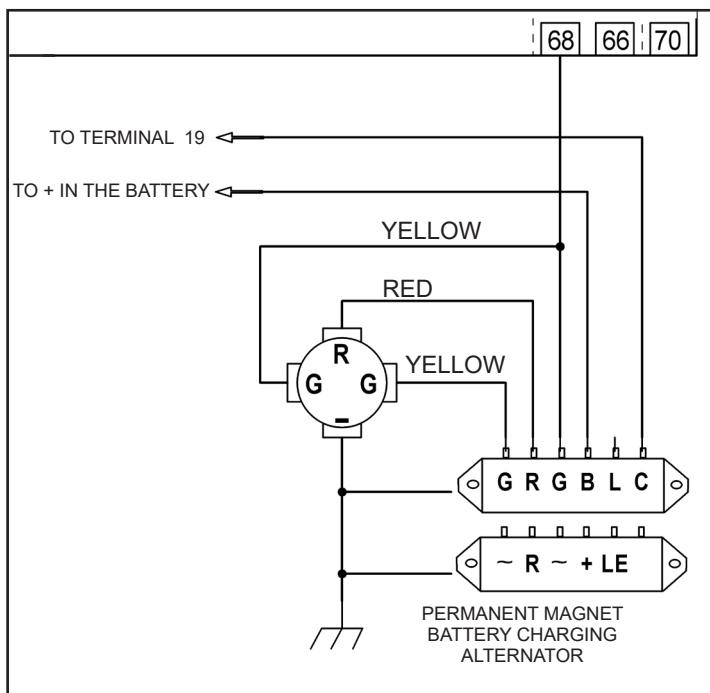 68 66 70
TO TERMINAL 19
TO + IN THE BATTERY
YELLOW
RED
YELLOW
R
G G
-
G R G B L C
~ R ~ + LE
PERMANENT MAGNET
BATTERY CHARGING
ALTERNATOR